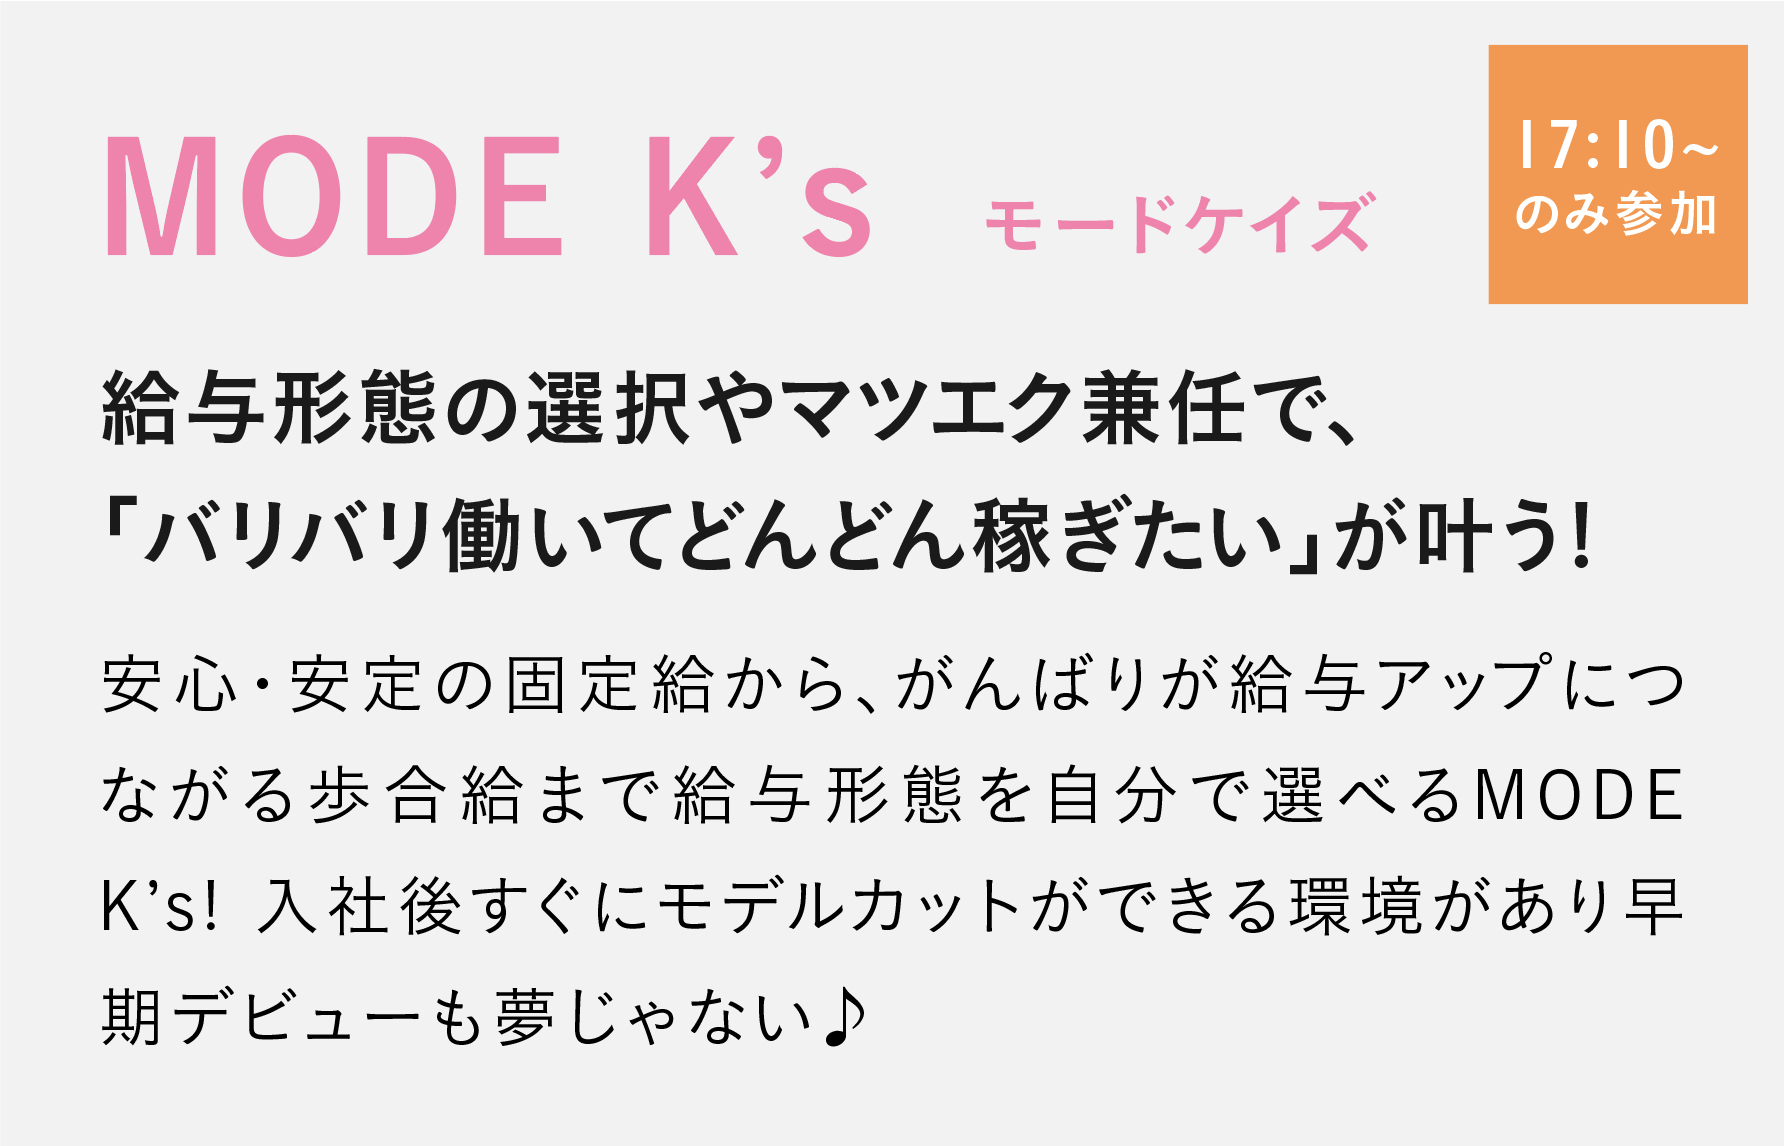 MODE K’s モードケイズ
17:10~
のみ参加
給与形態の選択やマツエク兼任で、
「バリバリ働いてどんどん稼ぎたい」が叶う!
安心・安定の固定給から、がんばりが給与アップにつ
ながる歩合給まで給与形態を自分で選べるMODE
K’s! 入社後すぐにモデルカットができる環境があり早
期デビューも夢じゃない♪